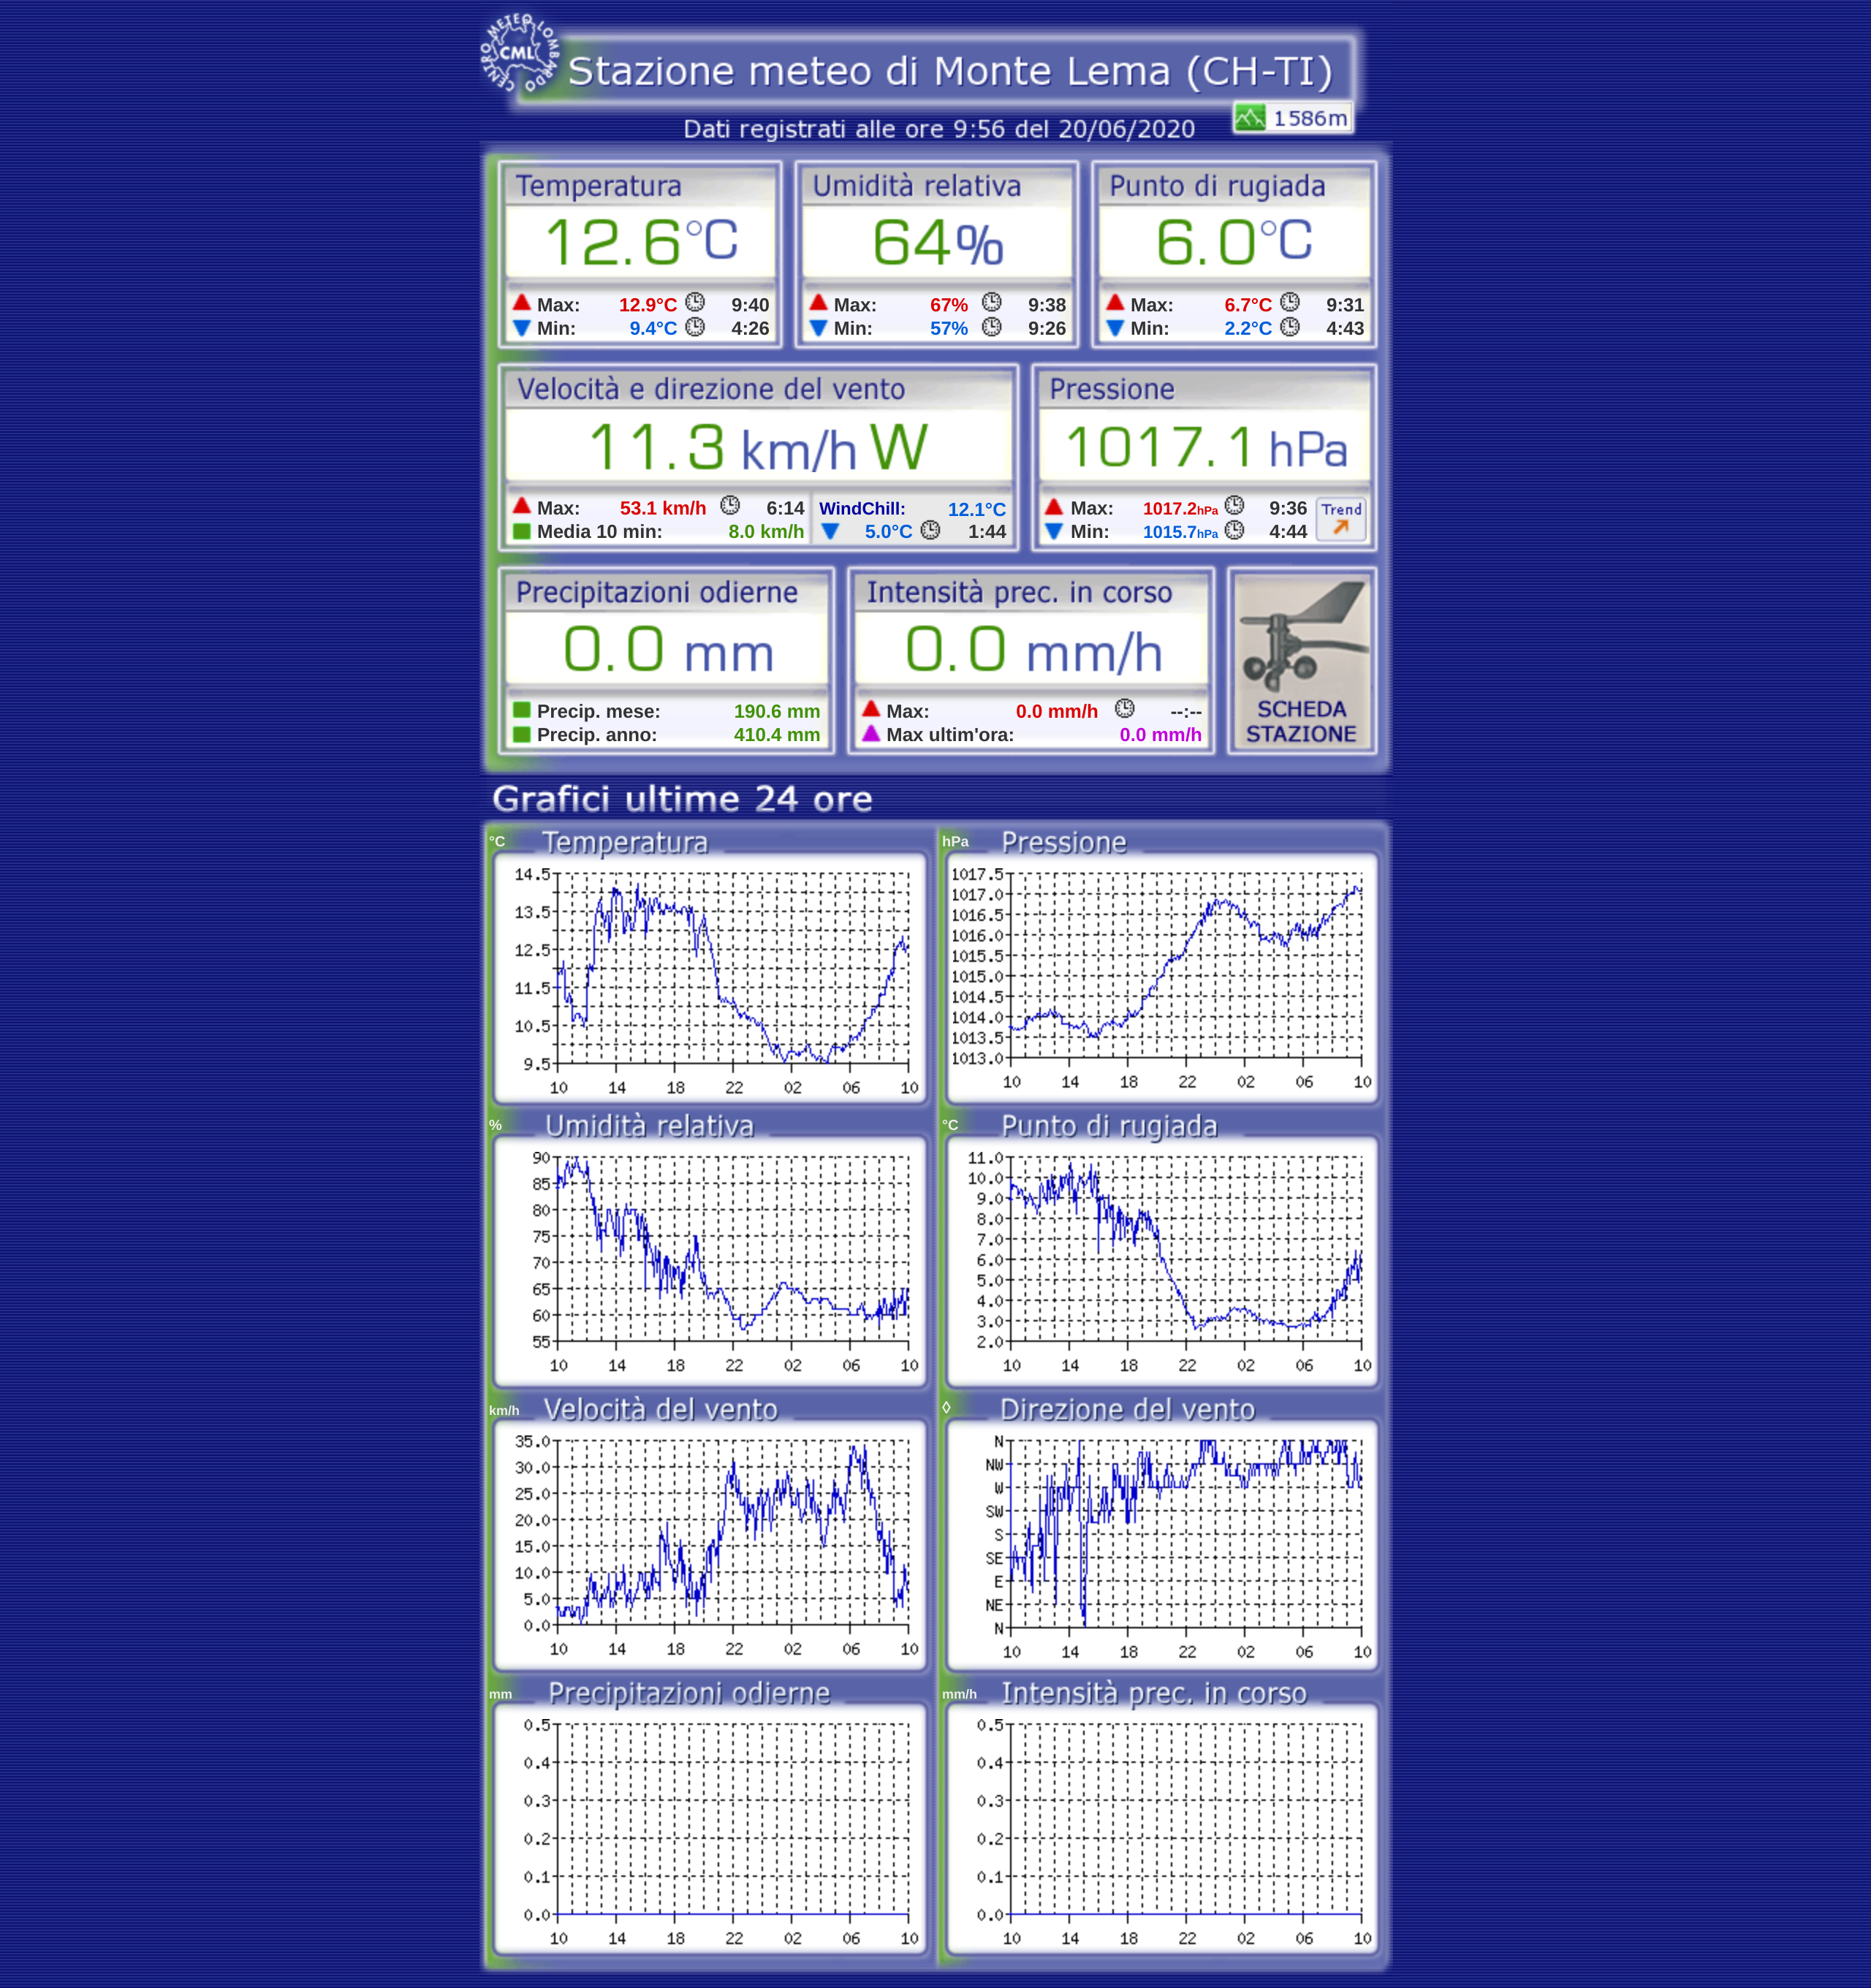 CENTRO METEO LOMBARDO
CML
Stazione meteo di Monte Lema (CH-TI)
1586m
Dati registrati alle ore 9:56 del 20/06/2020
Temperatura
12.6°C
Max: 12.9°C 9:40
Min: 9.4°C 4:26
Umidità relativa
64%
Max: 67% 9:38
Min: 57% 9:26
Punto di rugiada
6.0°C
Max: 6.7°C 9:31
Min: 2.2°C 4:43
Velocità e direzione del vento
11.3 km/h W
Max: 53.1 km/h 6:14
Media 10 min: 8.0 km/h
WindChill: 12.1°C
5.0°C 1:44
Pressione
1017.1 hPa
Max: 1017.2hPa 9:36
Min: 1015.7hPa 4:44
Trend
Precipitazioni odierne
0.0 mm
Precip. mese: 190.6 mm
Precip. anno: 410.4 mm
Intensità prec. in corso
0.0 mm/h
Max: 0.0 mm/h --:--
Max ultim'ora: 0.0 mm/h
SCHEDA
STAZIONE
Grafici ultime 24 ore
°C Temperatura
14.5
13.5
12.5
11.5
10.5
9.5
10 14 18 22 02 06 10
hPa Pressione
1017.5
1017.0
1016.5
1016.0
1015.5
1015.0
1014.5
1014.0
1013.5
1013.0
10 14 18 22 02 06 10
% Umidità relativa
90
85
80
75
70
65
60
55
10 14 18 22 02 06 10
°C Punto di rugiada
11.0
10.0
9.0
8.0
7.0
6.0
5.0
4.0
3.0
2.0
10 14 18 22 02 06 10
km/h Velocità del vento
35.0
30.0
25.0
20.0
15.0
10.0
5.0
0.0
10 14 18 22 02 06 10
◊ Direzione del vento
N
NW
W
SW
S
SE
E
NE
N
10 14 18 22 02 06 10
mm Precipitazioni odierne
0.5
0.4
0.3
0.2
0.1
0.0
10 14 18 22 02 06 10
mm/h Intensità prec. in corso
0.5
0.4
0.3
0.2
0.1
0.0
10 14 18 22 02 06 10